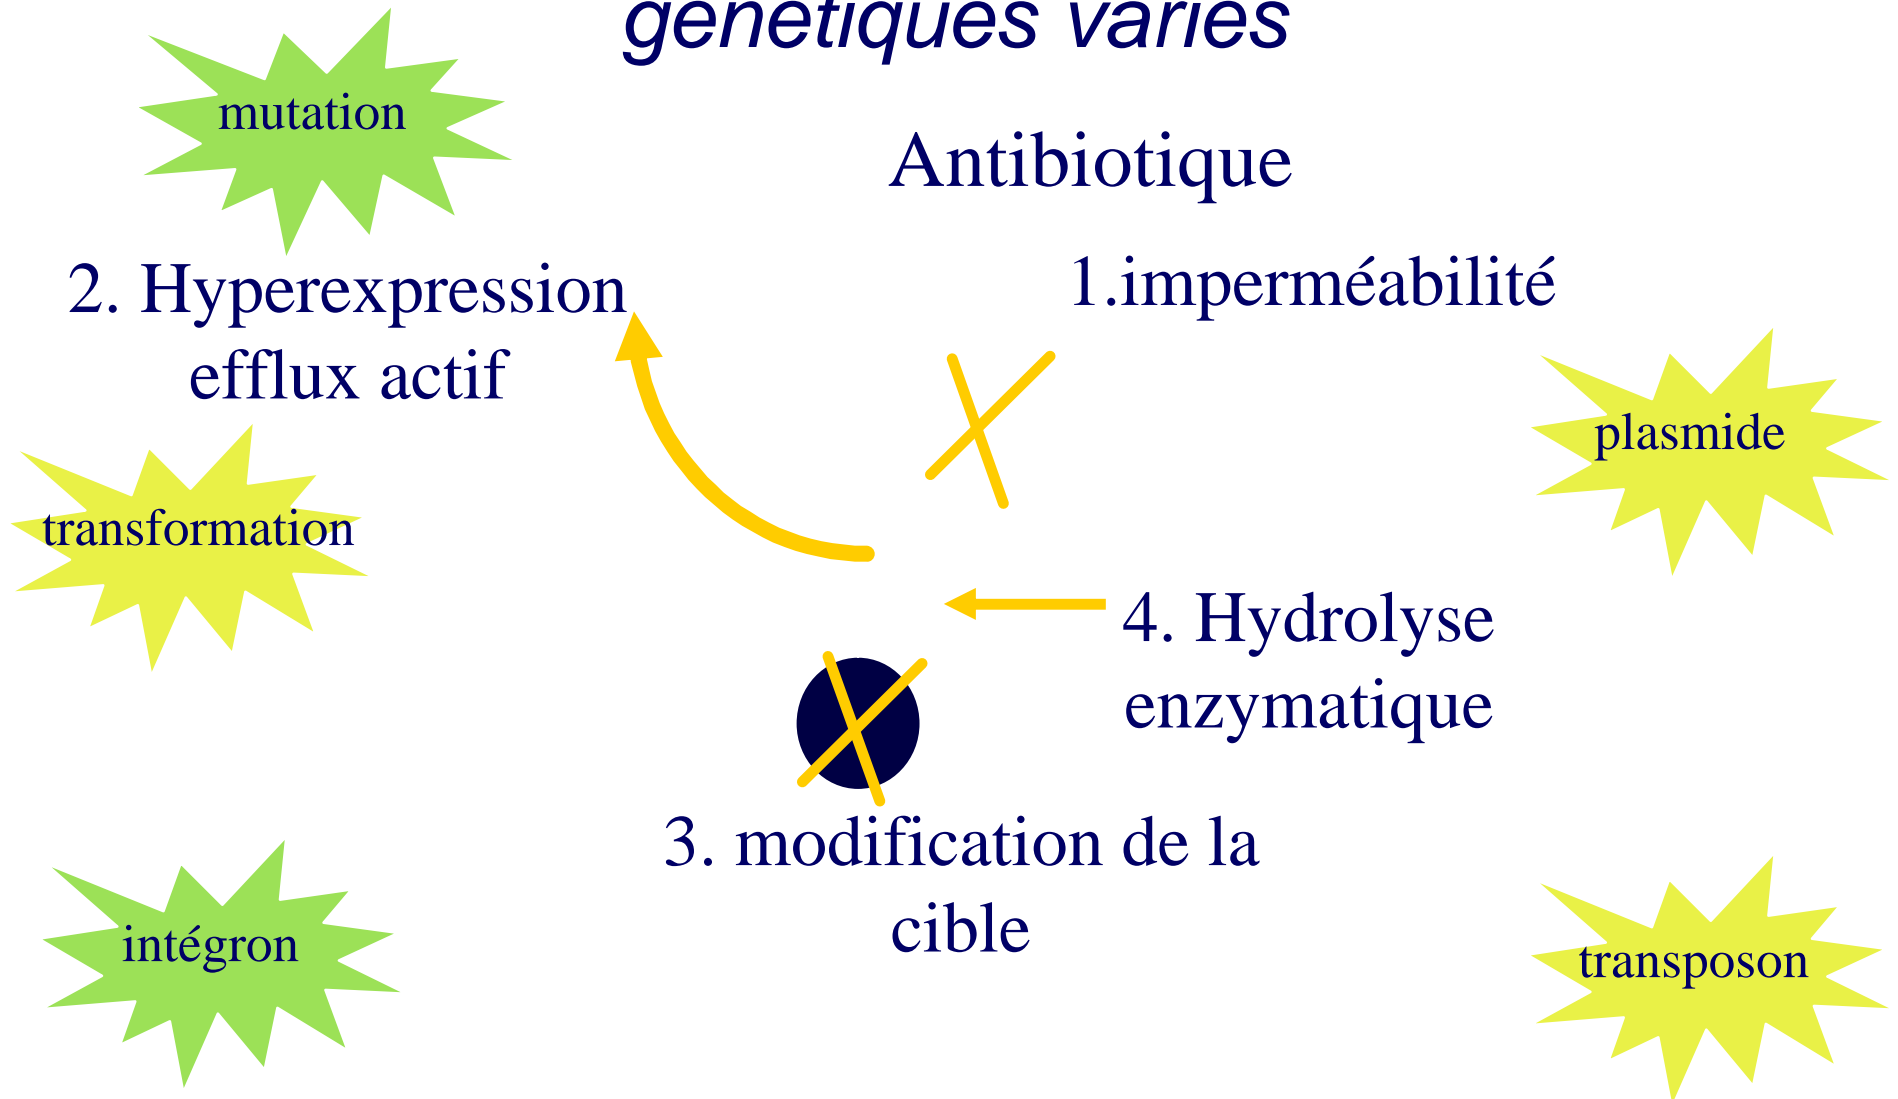 génétiques variés
mutation
Antibiotique
1.imperméabilité
2. Hyperexpression
efflux actif
plasmide
transformation
4. Hydrolyse
enzymatique
3. modification de la
cible
intégron
transposon